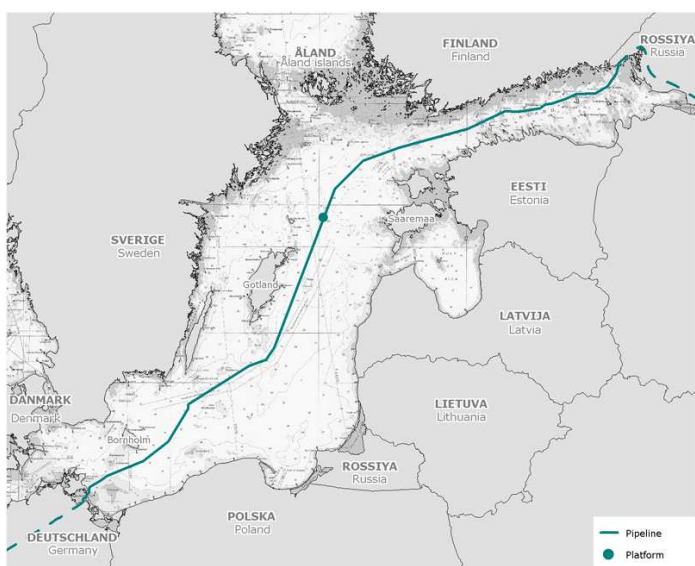 ROSSIYA
Russia
FINLAND
Finland
ÅLAND
Åland islands
EESTI
Estonia
Saaremaa
SVERIGE
Sweden
Gotland
LATVIJA
Latvia
DANMARK
Denmark
LIETUVA
Lithuania
Bornholm
ROSSIYA
Russia
POLSKA
Poland
DEUTSCHLAND
Germany
Pipeline
Platform